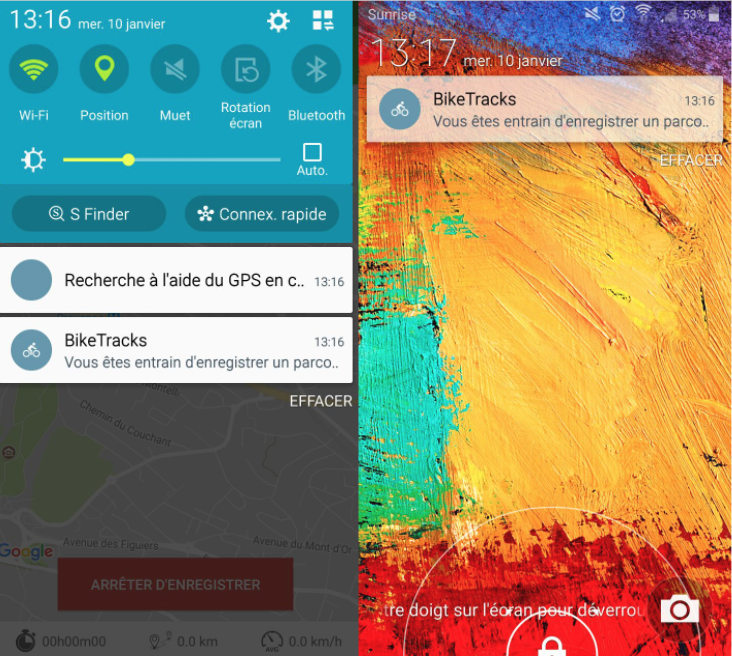 13:16 mer. 10 janvier
Wi-Fi
Position
Muet
Rotation
écran
Bluetooth
Auto.
S Finder
Connex. rapide
Recherche à l'aide du GPS en c.. 13:16
BikeTracks 13:16
Vous êtes entrain d'enregistrer un parco..
EFFACER
Chemin du Couchant
Avenue des Figuiers
Avenue du Mont-d'Or
Google
ARRÊTER D'ENREGISTRER
00h00m00
0.0 km
AVG
0.0 km/h
Sunrise
53%
13:17 mer. 10 janvier
BikeTracks 13:16
Vous êtes entrain d'enregistrer un parco..
EFFACER
tre doigt sur l'écran pour déverrou